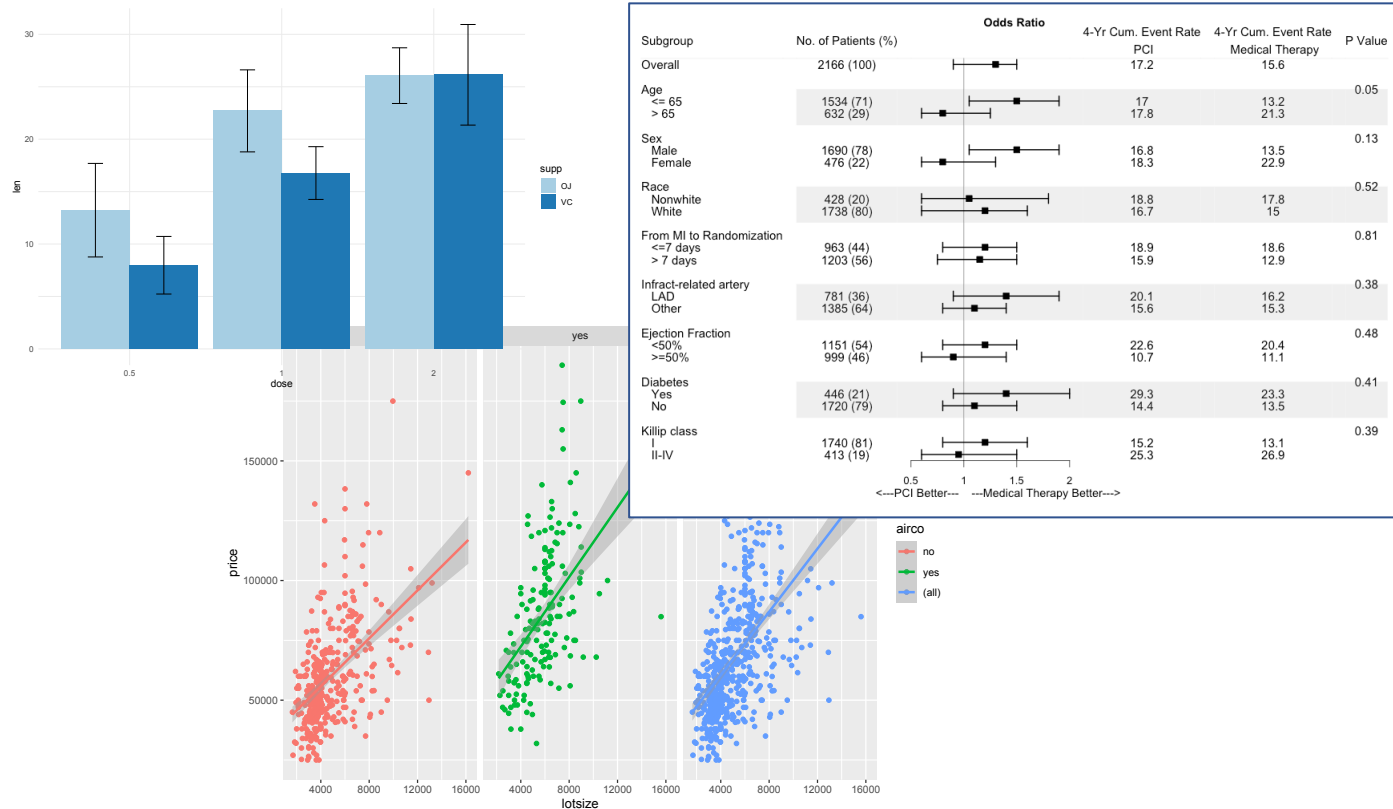 30
20
10
0
len
0.5
1
2
dose
supp
OJ
VC
Odds Ratio
4-Yr Cum. Event Rate 4-Yr Cum. Event Rate
Subgroup No. of Patients (%) PCI Medical Therapy P Value
Overall 2166 (100) 17.2 15.6
Age 0.05
<= 65 1534 (71) 17 13.2
> 65 632 (29) 17.8 21.3
Sex 0.13
Male 1690 (78) 16.8 13.5
Female 476 (22) 18.3 22.9
Race 0.52
Nonwhite 428 (20) 18.8 17.8
White 1738 (80) 16.7 15
From MI to Randomization 0.81
<=7 days 963 (44) 18.9 18.6
> 7 days 1203 (56) 15.9 12.9
Infract-related artery 0.38
LAD 781 (36) 20.1 16.2
Other 1385 (64) 15.6 15.3
Ejection Fraction 0.48
<50% 1151 (54) 22.6 20.4
>=50% 999 (46) 10.7 11.1
Diabetes 0.41
Yes 446 (21) 29.3 23.3
No 1720 (79) 14.4 13.5
Killip class 0.39
I 1740 (81) 15.2 13.1
II-IV 413 (19) 25.3 26.9
0.5 1 1.5 2
<---PCI Better--- ---Medical Therapy Better--->
yes
150000
100000
50000
price
4000 8000 12000 16000 4000 8000 12000 16000 4000 8000 12000 16000
lotsize
airco
no
yes
(all)